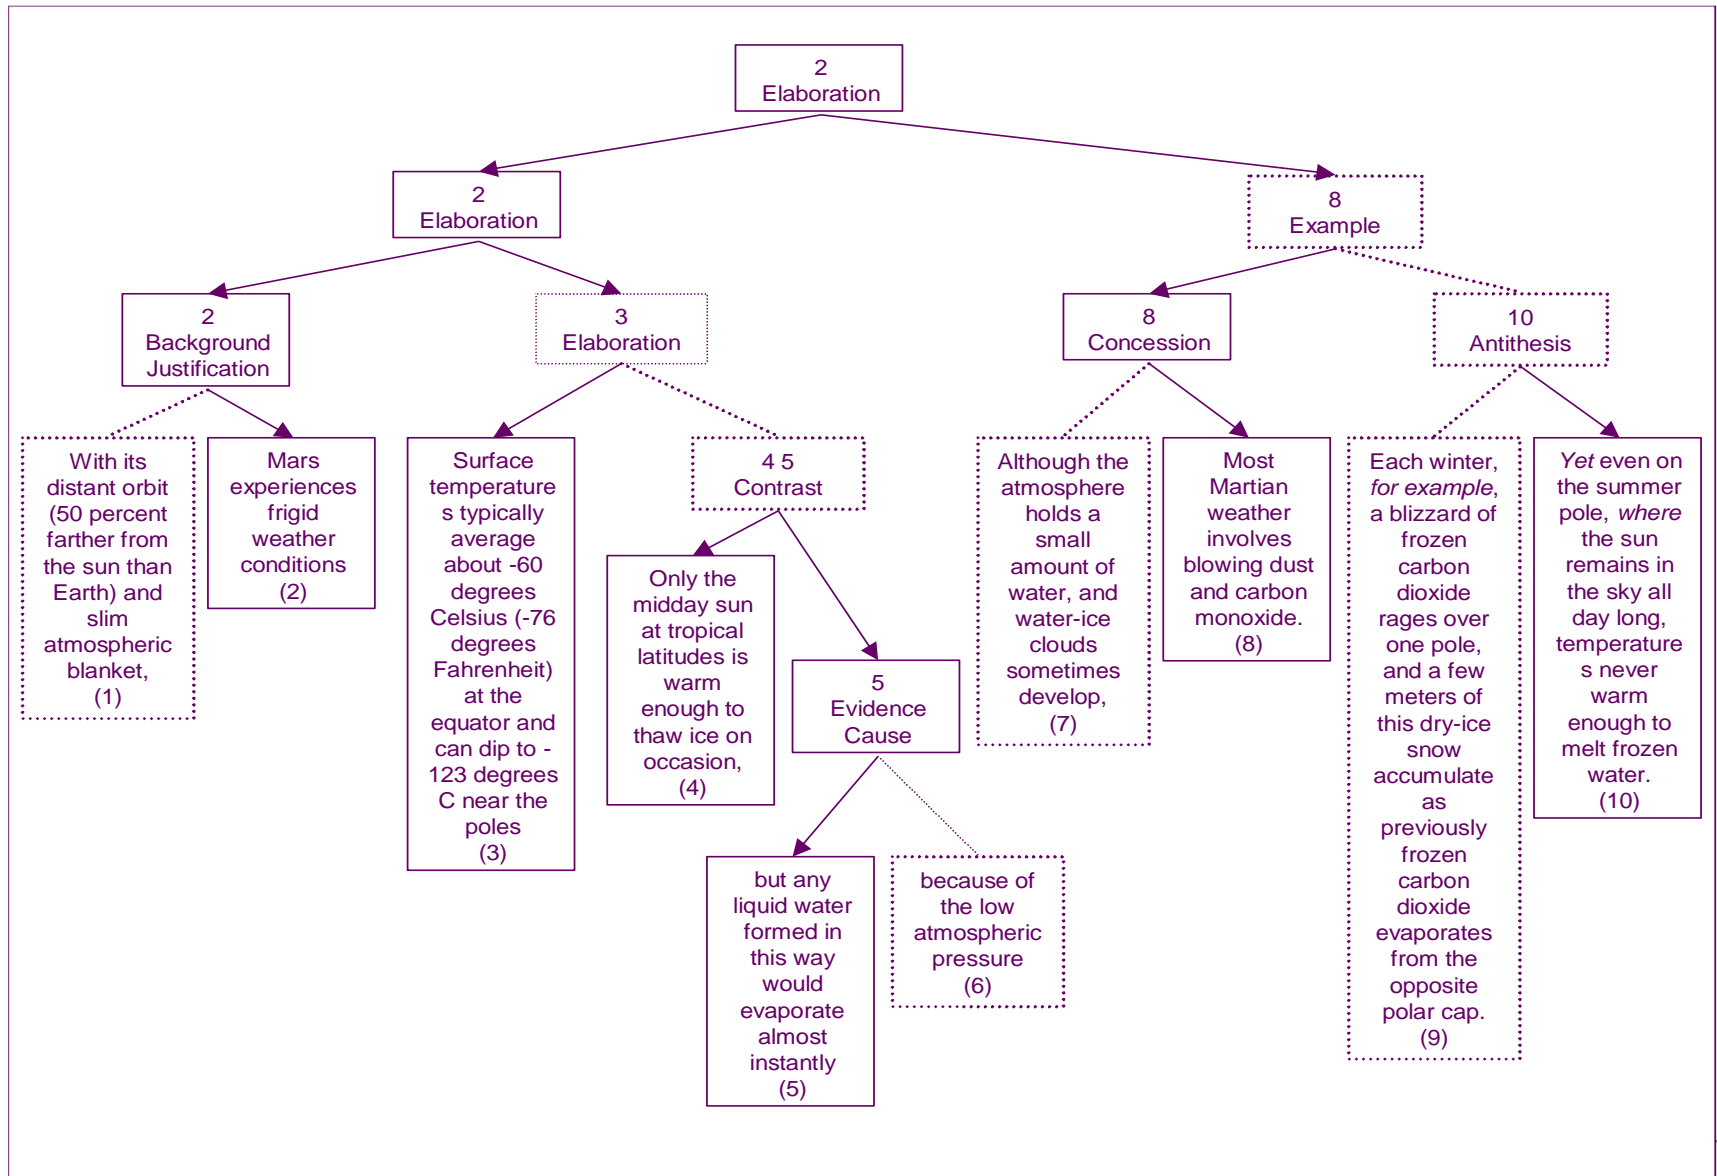 2
Elaboration
2
Elaboration
8
Example
2
Background
Justification
3
Elaboration
8
Concession
10
Antithesis
With its
distant orbit
(50 percent
farther from
the sun than
Earth) and
slim
atmospheric
blanket,
(1)
Mars
experiences
frigid
weather
conditions
(2)
Surface
temperature
s typically
average
about -60
degrees
Celsius (-76
degrees
Fahrenheit)
at the
equator and
can dip to -
123 degrees
C near the
poles
(3)
4 5
Contrast
Only the
midday sun
at tropical
latitudes is
warm
enough to
thaw ice on
occasion,
(4)
5
Evidence
Cause
but any
liquid water
formed in
this way
would
evaporate
almost
instantly
(5)
because of
the low
atmospheric
pressure
(6)
Although the
atmosphere
holds a
small
amount of
water, and
water-ice
clouds
sometimes
develop,
(7)
Most
Martian
weather
involves
blowing dust
and carbon
monoxide.
(8)
Each winter,
for example,
a blizzard of
frozen
carbon
dioxide
rages over
one pole,
and a few
meters of
this dry-ice
snow
accumulate
as
previously
frozen
carbon
dioxide
evaporates
from the
opposite
polar cap.
(9)
Yet even on
the summer
pole, where
the sun
remains in
the sky all
day long,
temperature
s never
warm
enough to
melt frozen
water.
(10)